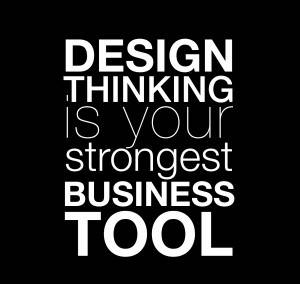 DESIGN
THINKING
is your
strongest
BUSINESS
TOOL